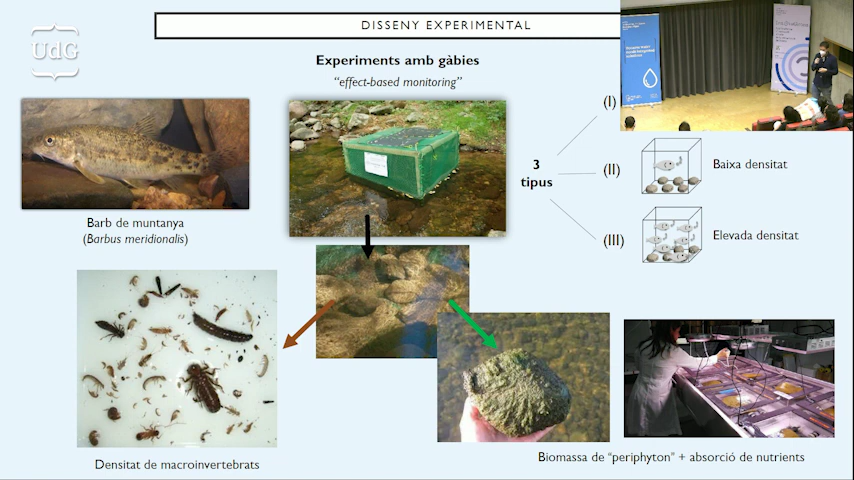 DISSENY EXPERIMENTAL
UdG
Experiments amb gàbies
“effect-based monitoring”
3
tipus
(I)
(II)
Baixa densitat
(III)
Elevada densitat
Barb de muntanya
(Barbus meridionalis)
Densitat de macroinvertebrats
Biomassa de “periphyton” + absorció de nutrients